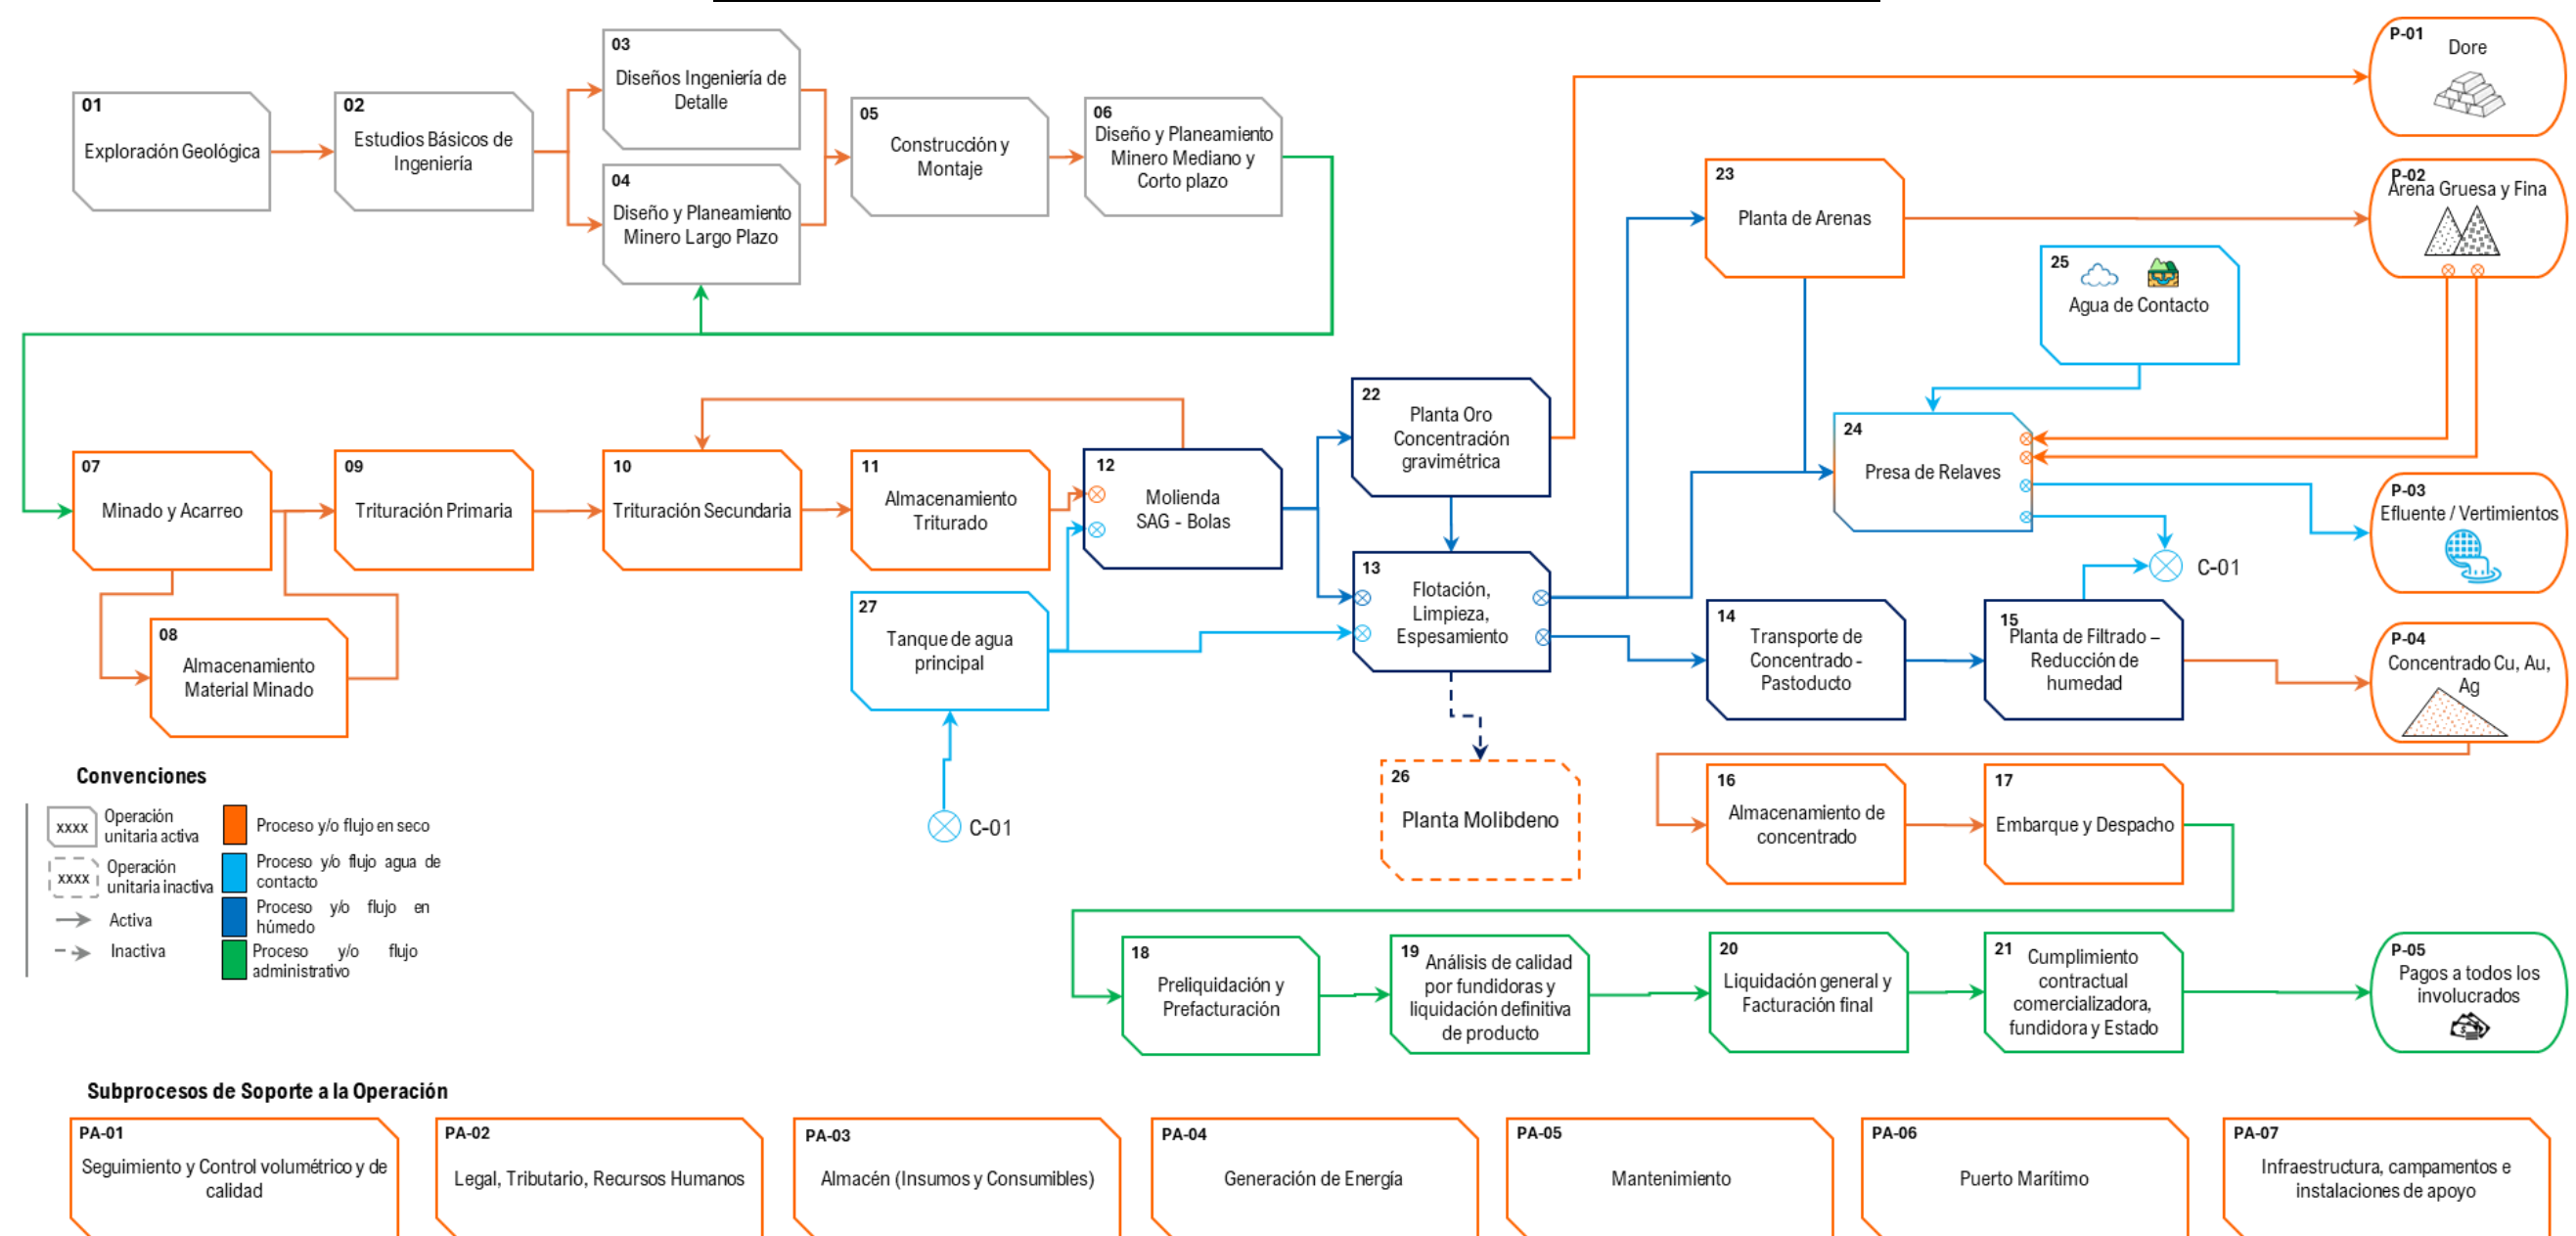 01
Exploración Geológica
02
Estudios Básicos de
Ingeniería
03
Diseños Ingeniería de
Detalle
04
Diseño y Planeamiento
Minero Largo Plazo
05
Construcción y
Montaje
06
Diseño y Planeamiento
Minero Mediano y
Corto plazo
P-01
Dore
23
Planta de Arenas
P-02
Arena Gruesa y Fina
25
Agua de Contacto
07
Minado y Acarreo
08
Almacenamiento
Material Minado
09
Trituración Primaria
10
Trituración Secundaria
11
Almacenamiento
Triturado
12
Molienda
SAG - Bolas
22
Planta Oro
Concentración
gravimétrica
13
Flotación,
Limpieza,
Espesamiento
24
Presa de Relaves
P-03
Efluente / Vertimientos
C-01
27
Tanque de agua
principal
C-01
14
Transporte de
Concentrado -
Pastoducto
15
Planta de Filtrado –
Reducción de
humedad
P-04
Concentrado Cu, Au,
Ag
26
Planta Molibdeno
16
Almacenamiento de
concentrado
17
Embarque y Despacho
Convenciones
xxxx
Operación
unitaria activa
xxxx
Operación
unitaria inactiva
Activa
Inactiva
Proceso y/o flujo en seco
Proceso y/o flujo agua de
contacto
Proceso y/o flujo en
húmedo
Proceso y/o flujo
administrativo
18
Preliquidación y
Prefacturación
19
Análisis de calidad
por fundidoras y
liquidación definitiva
de producto
20
Liquidación general y
Facturación final
21
Cumplimiento
contractual
comercializadora,
fundidora y Estado
P-05
Pagos a todos los
involucrados
Subprocesos de Soporte a la Operación
PA-01
Seguimiento y Control volumétrico y de
calidad
PA-02
Legal, Tributario, Recursos Humanos
PA-03
Almacén (Insumos y Consumibles)
PA-04
Generación de Energía
PA-05
Mantenimiento
PA-06
Puerto Marítimo
PA-07
Infraestructura, campamentos e
instalaciones de apoyo